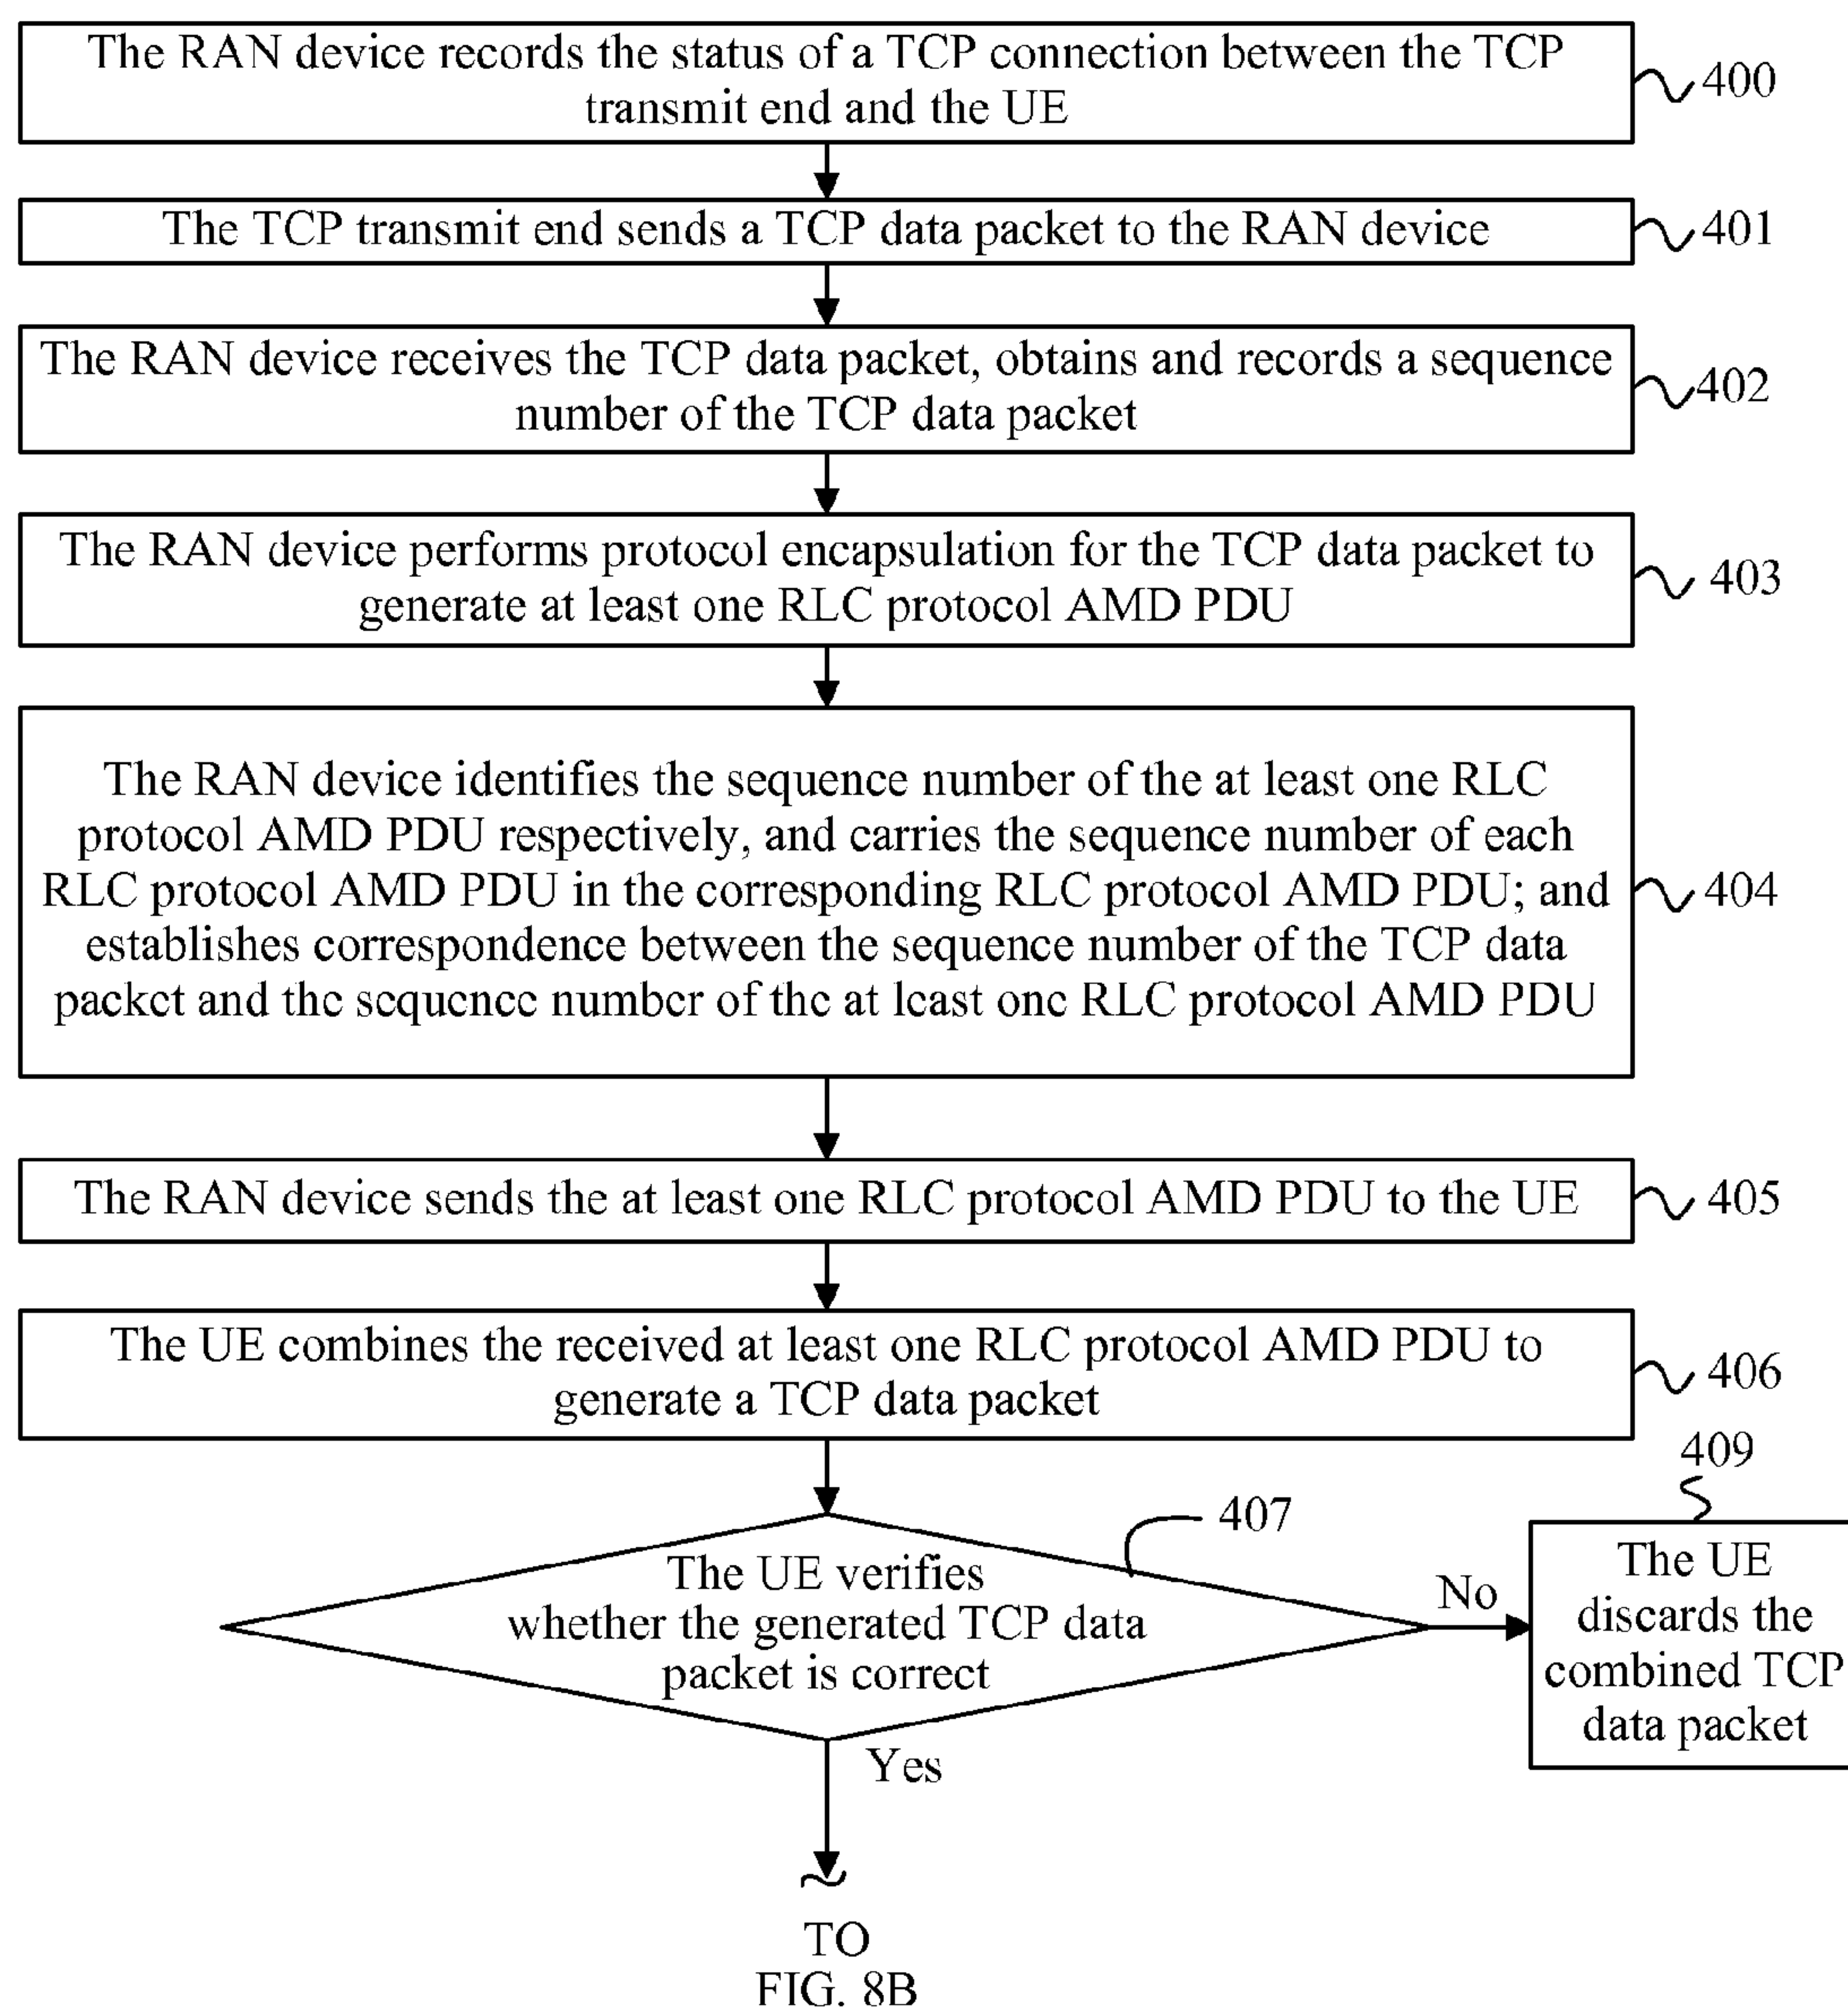 The RAN device records the status of a TCP connection between the TCP
transmit end and the UE
400
The TCP transmit end sends a TCP data packet to the RAN device
401
The RAN device receives the TCP data packet, obtains and records a sequence
number of the TCP data packet
402
The RAN device performs protocol encapsulation for the TCP data packet to
generate at least one RLC protocol AMD PDU
403
The RAN device identifies the sequence number of the at least one RLC
protocol AMD PDU respectively, and carries the sequence number of each
RLC protocol AMD PDU in the corresponding RLC protocol AMD PDU; and
establishes correspondence between the sequence number of the TCP data
packet and the sequence number of the at least one RLC protocol AMD PDU
404
The RAN device sends the at least one RLC protocol AMD PDU to the UE
405
The UE combines the received at least one RLC protocol AMD PDU to
generate a TCP data packet
406
The UE verifies
whether the generated TCP data
packet is correct
407
No
409
The UE
discards the
combined TCP
data packet
Yes
TO
FIG. 8B